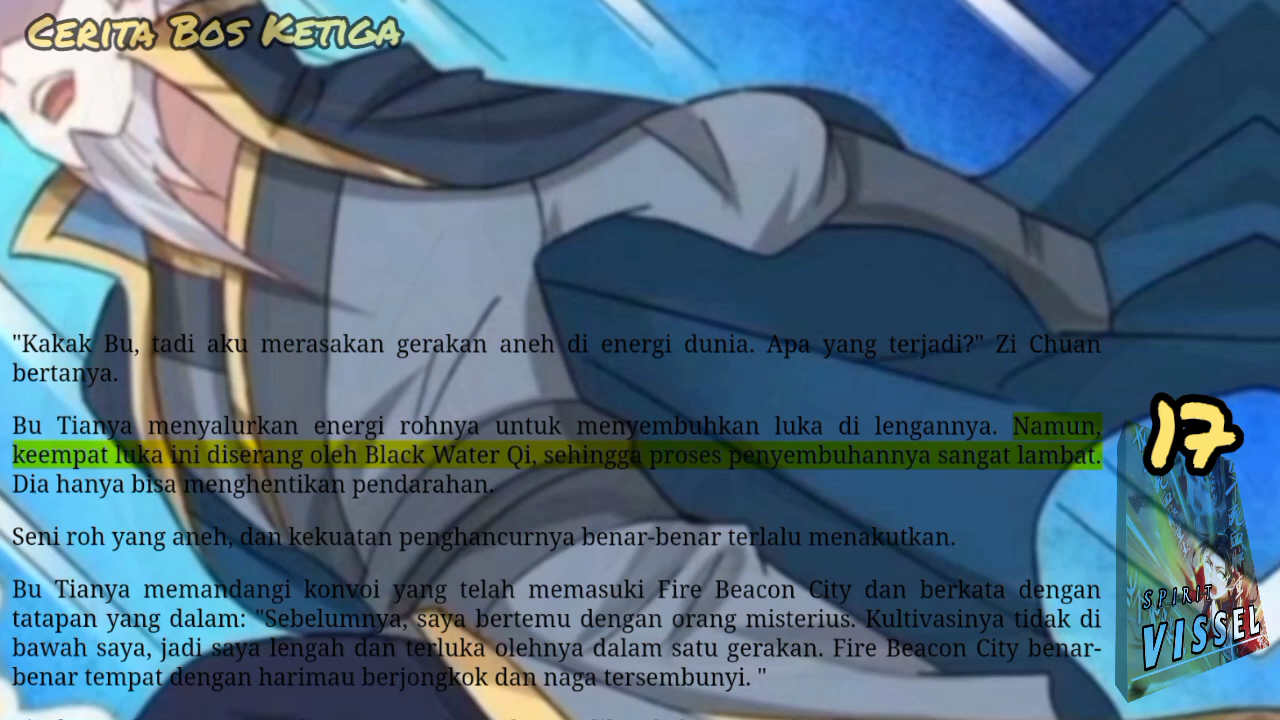 Cerita Bos Ketiga
"Kakak Bu, tadi aku merasakan gerakan aneh di energi dunia. Apa yang terjadi?" Zi Chuan
bertanya.
Bu Tianya menyalurkan energi rohnya untuk menyembuhkan luka di lengannya. Namun,
keempat luka ini diserang oleh Black Water Qi, sehingga proses penyembuhannya sangat lambat.
Dia hanya bisa menghentikan pendarahan.
Seni roh yang aneh, dan kekuatan penghancurnya benar-benar terlalu menakutkan.
Bu Tianya memandangi konvoi yang telah memasuki Fire Beacon City dan berkata dengan
tatapan yang dalam: "Sebelumnya, saya bertemu dengan orang misterius. Kultivasinya tidak di
bawah saya, jadi saya lengah dan terluka olehnya dalam satu gerakan. Fire Beacon City benar-
benar tempat dengan harimau berjongkok dan naga tersembunyi. "
17
SPIRIT
VISSEL